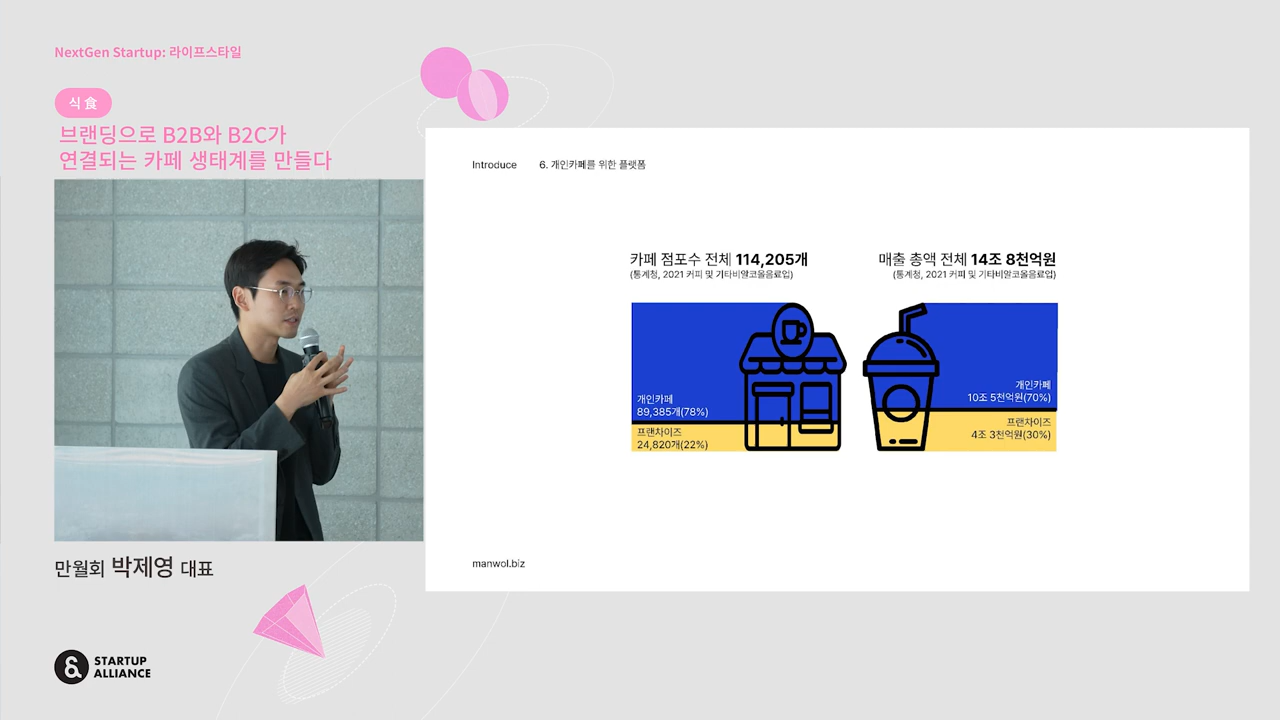 NextGen Startup: 라이프스타일
식 食
브랜딩으로 B2B와 B2C가
연결되는 카페 생태계를 만들다
Introduce 6. 개인카페를 위한 플랫폼
카페 점포수 전체 114,205개
(통계청, 2021 커피 및 기타비알코올음료업)
매출 총액 전체 14조 8천억원
(통계청, 2021 커피 및 기타비알코올음료업)
개인카페
89,385개(78%)
프랜차이즈
24,820개(22%)
개인카페
10조 5천억원(70%)
프랜차이즈
4조 3천억원(30%)
manwol.biz
만월회 박제영 대표
STARTUP
ALLIANCE